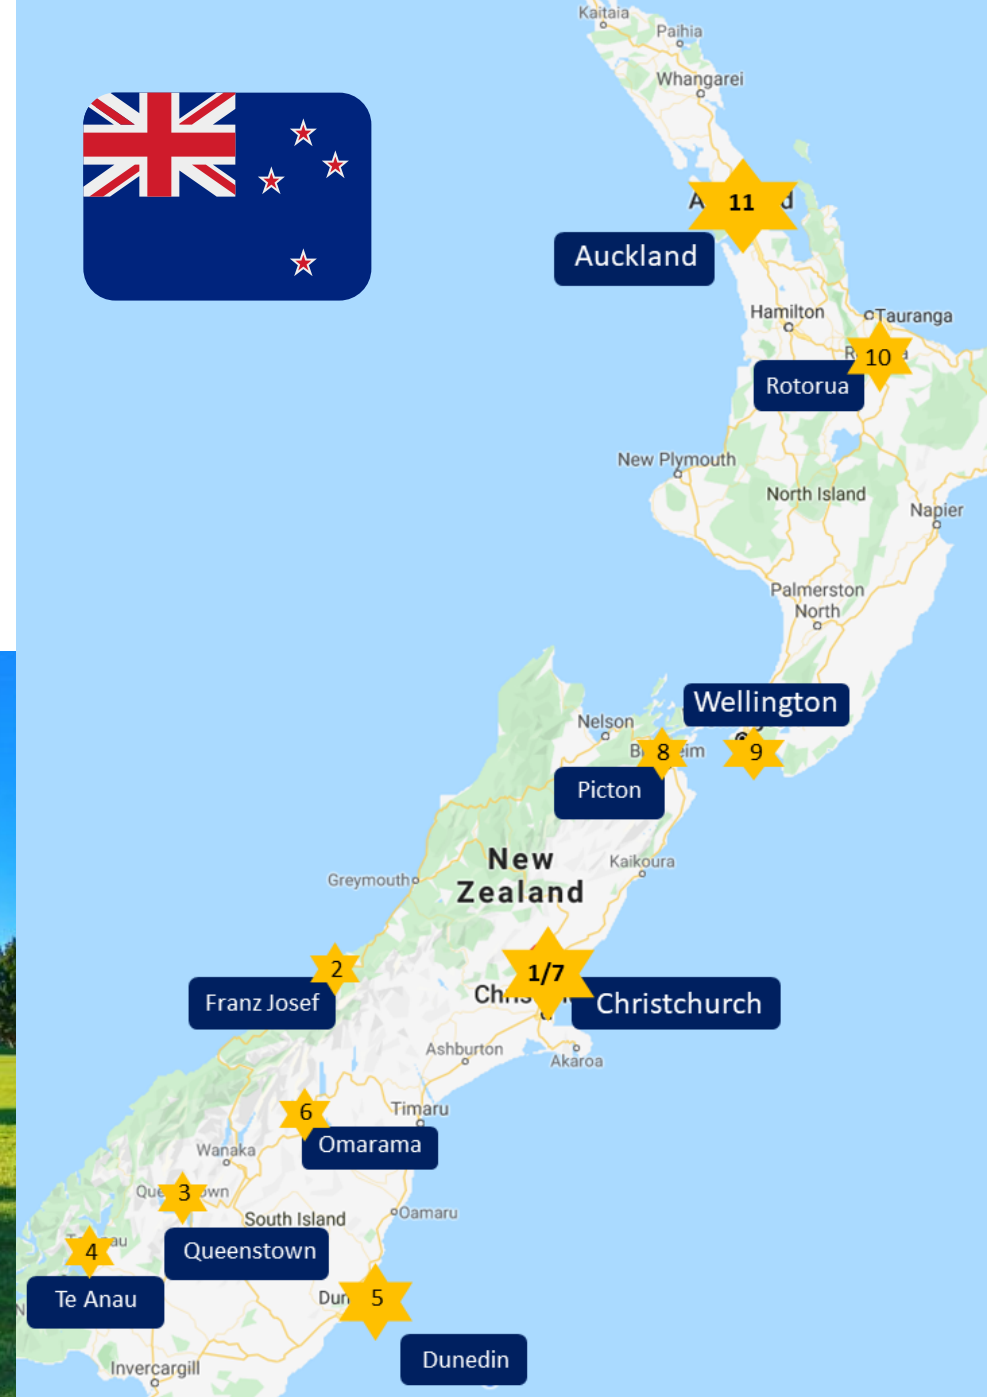 Kaitaia
Paihia
Whangarei
11
Auckland
Hamilton
Tauranga
10
Rotorua
New Plymouth
North Island
Napier
Palmerston
North
Wellington
Nelson
8
9
Picton
New
Zealand
Kaikoura
Greymouth
2
1/7
Franz Josef
Christchurch
Ashburton
Akaroa
6
Timaru
Omarama
Wanaka
3
South Island
Oamaru
Queenstown
4
Te Anau
5
Dunedin
Invercargill